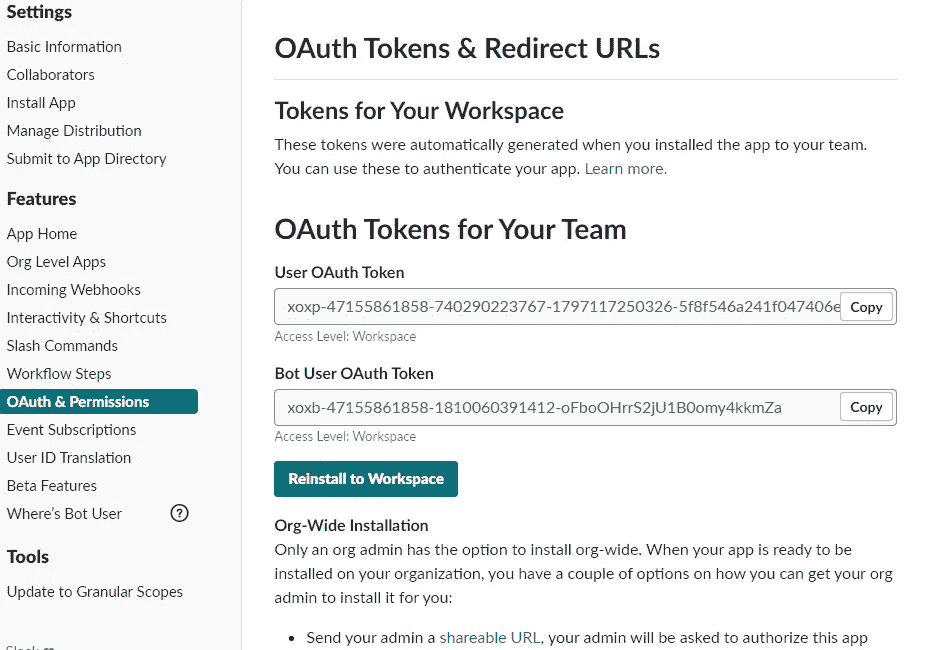 Settings
Basic Information
Collaborators
Install App
Manage Distribution
Submit to App Directory
Features
App Home
Org Level Apps
Incoming Webhooks
Interactivity & Shortcuts
Slash Commands
Workflow Steps
OAuth & Permissions
Event Subscriptions
User ID Translation
Beta Features
Where's Bot User ?
Tools
Update to Granular Scopes
OAuth Tokens & Redirect URLs
Tokens for Your Workspace
These tokens were automatically generated when you installed the app to your team.
You can use these to authenticate your app. Learn more.
OAuth Tokens for Your Team
User OAuth Token
xoxp-47155861858-740290223767-1797117250326-5f8f546a241f047406e Copy
Access Level: Workspace
Bot User OAuth Token
xoxb-47155861858-1810060391412-oFboOHrrS2jU1B0omy4kkmZa Copy
Access Level: Workspace
Reinstall to Workspace
Org-Wide Installation
Only an org admin has the option to install org-wide. When your app is ready to be
installed on your organization, you have a couple of options on how you can get your org
admin to install it for you:
• Send your admin a shareable URL, your admin will be asked to authorize this app